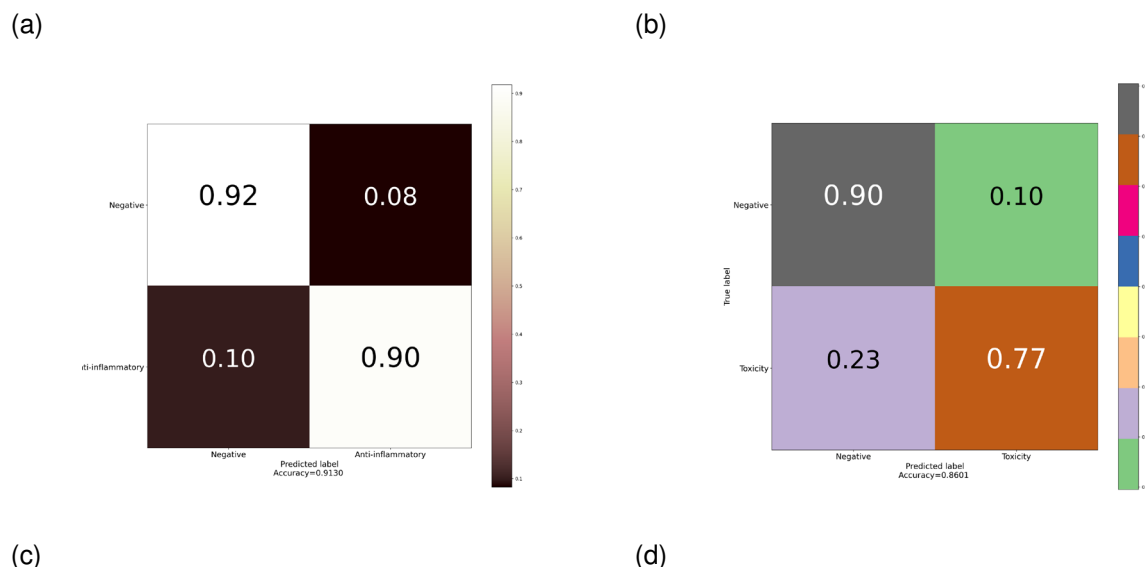 (a)
(b)
0.92
0.08
0.10
0.90
Negative
ti-inflammatory
Negative
Anti-inflammatory
Predicted label
Accuracy=0.9130
0.9
0.8
0.7
0.6
0.5
0.4
0.3
0.2
0.1
0.90
0.10
0.23
0.77
True label
Negative
Toxicity
Negative
Toxicity
Predicted label
Accuracy=0.8601
(c)
(d)